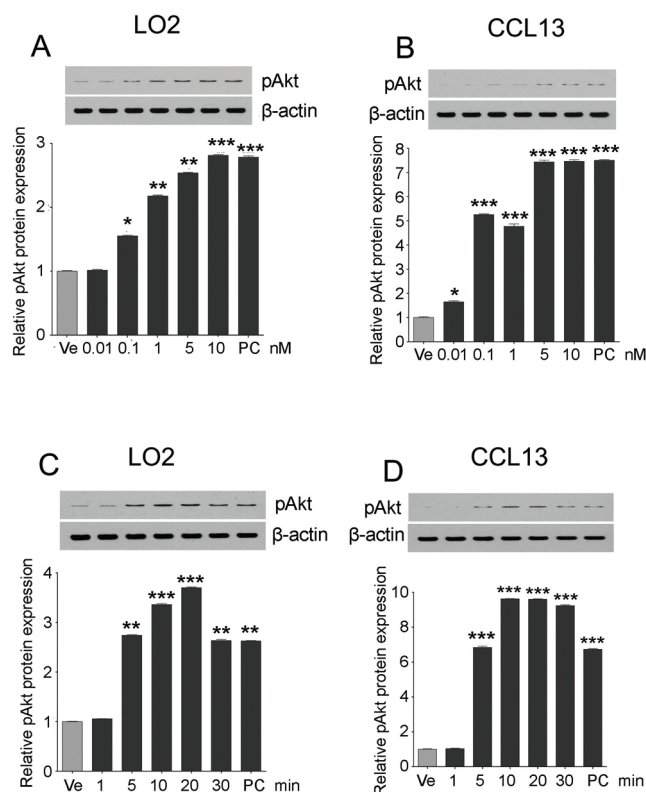 LO2
A
pAkt
β-actin
Relative pAkt protein expression
3
2
1
0
*
**
**
***
***
Ve 0.01 0.1 1 5 10 PC nM
CCL13
B
pAkt
β-actin
Relative pAkt protein expression
8
7
6
5
4
3
2
1
0
*
***
***
***
***
***
Ve 0.01 0.1 1 5 10 PC nM
LO2
C
pAkt
β-actin
Relative pAkt protein expression
4
3
2
1
0
**
***
***
**
**
Ve 1 5 10 20 30 PC min
CCL13
D
pAkt
β-actin
Relative pAkt protein expression
10
8
6
4
2
0
***
***
***
***
***
Ve 1 5 10 20 30 PC min